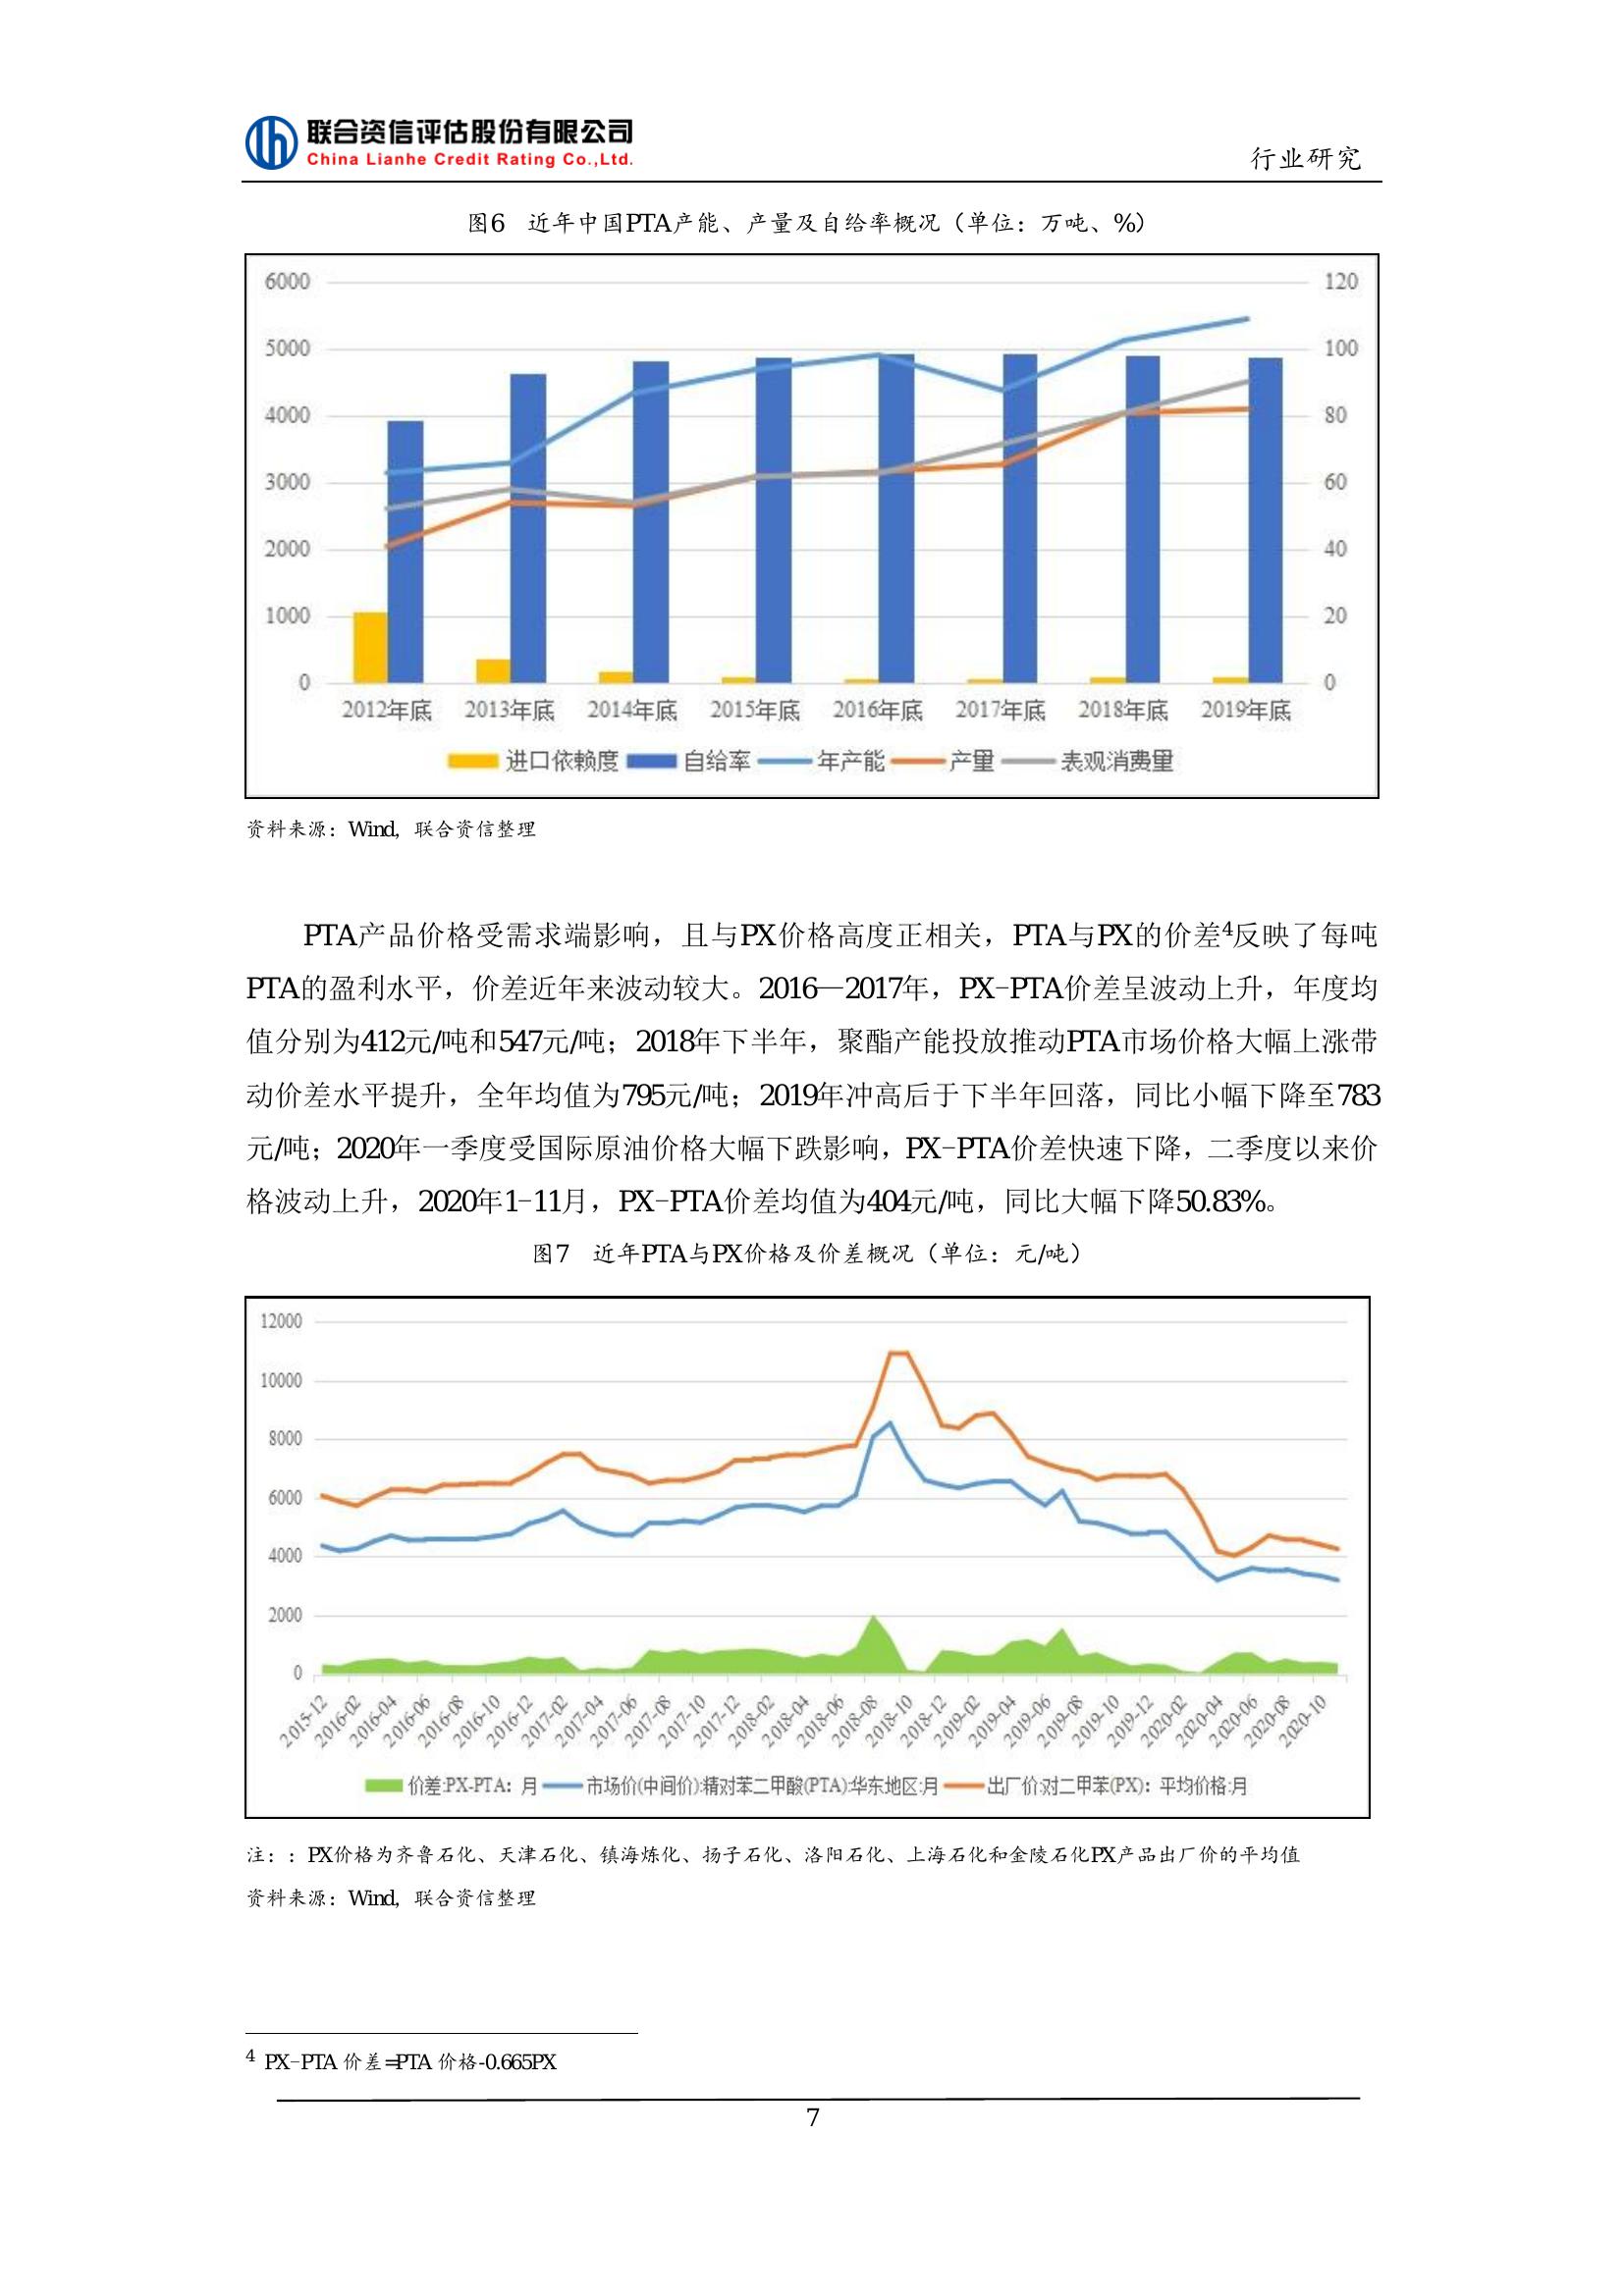 联合资信评估股份有限公司
China Lianhe Credit Rating Co.,Ltd.
行业研究
图6 近年中国PTA产能、产量及自给率概况（单位：万吨、%）
6000 120
5000 100
4000 80
3000 60
2000 40
1000 20
0 0
2012年底 2013年底 2014年底 2015年底 2016年底 2017年底 2018年底 2019年底
进口依赖度 自给率 年产能 产量 表观消费量
资料来源：Wind，联合资信整理
PTA产品价格受需求端影响，且与PX价格高度正相关，PTA与PX的价差4反映了每吨
PTA的盈利水平，价差近年来波动较大。2016—2017年，PX-PTA价差呈波动上升，年度均
值分别为412元/吨和547元/吨；2018年下半年，聚酯产能投放推动PTA市场价格大幅上涨带
动价差水平提升，全年均值为795元/吨；2019年冲高后于下半年回落，同比小幅下降至783
元/吨；2020年一季度受国际原油价格大幅下跌影响，PX-PTA价差快速下降，二季度以来价
格波动上升，2020年1-11月，PX-PTA价差均值为404元/吨，同比大幅下降50.83%。
图7 近年PTA与PX价格及价差概况（单位：元/吨）
12000
10000
8000
6000
4000
2000
0
2015-12 2016-02 2016-04 2016-06 2016-08 2016-10 2016-12 2017-02 2017-04 2017-06 2017-08 2017-10 2017-12 2018-02 2018-04 2018-06 2018-08 2018-10 2018-12 2019-02 2019-04 2019-06 2019-08 2019-10 2019-12 2020-02 2020-04 2020-06 2020-08 2020-10
价差:PX-PTA：月 市场价(中间价):精对苯二甲酸(PTA):华东地区:月 出厂价:对二甲苯(PX)：平均价格:月
注：：PX价格为齐鲁石化、天津石化、镇海炼化、扬子石化、洛阳石化、上海石化和金陵石化PX产品出厂价的平均值
资料来源：Wind，联合资信整理
4 PX-PTA 价差=PTA 价格-0.665PX
7